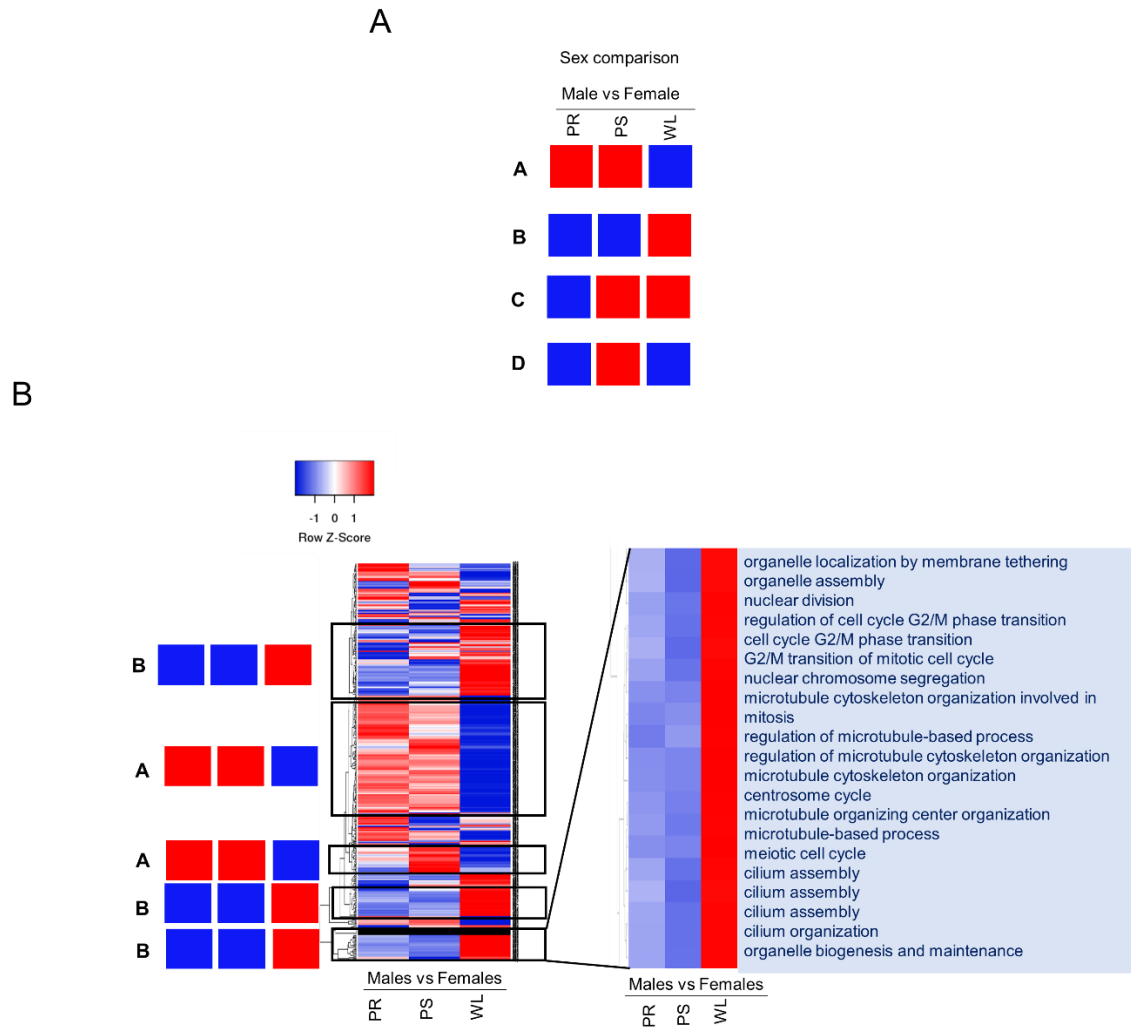 A
Sex comparison
Male vs Female
PR PS WL
A
B
C
D
B
-1 0 1
Row Z-Score
B
A
A
B
B
Males vs Females
PR PS WL
organelle localization by membrane tethering
organelle assembly
nuclear division
regulation of cell cycle G2/M phase transition
cell cycle G2/M phase transition
G2/M transition of mitotic cell cycle
nuclear chromosome segregation
microtubule cytoskeleton organization involved in
mitosis
regulation of microtubule-based process
regulation of microtubule cytoskeleton organization
microtubule cytoskeleton organization
centrosome cycle
microtubule organizing center organization
microtubule-based process
meiotic cell cycle
cilium assembly
cilium assembly
cilium assembly
cilium organization
organelle biogenesis and maintenance
Males vs Females
PR PS WL